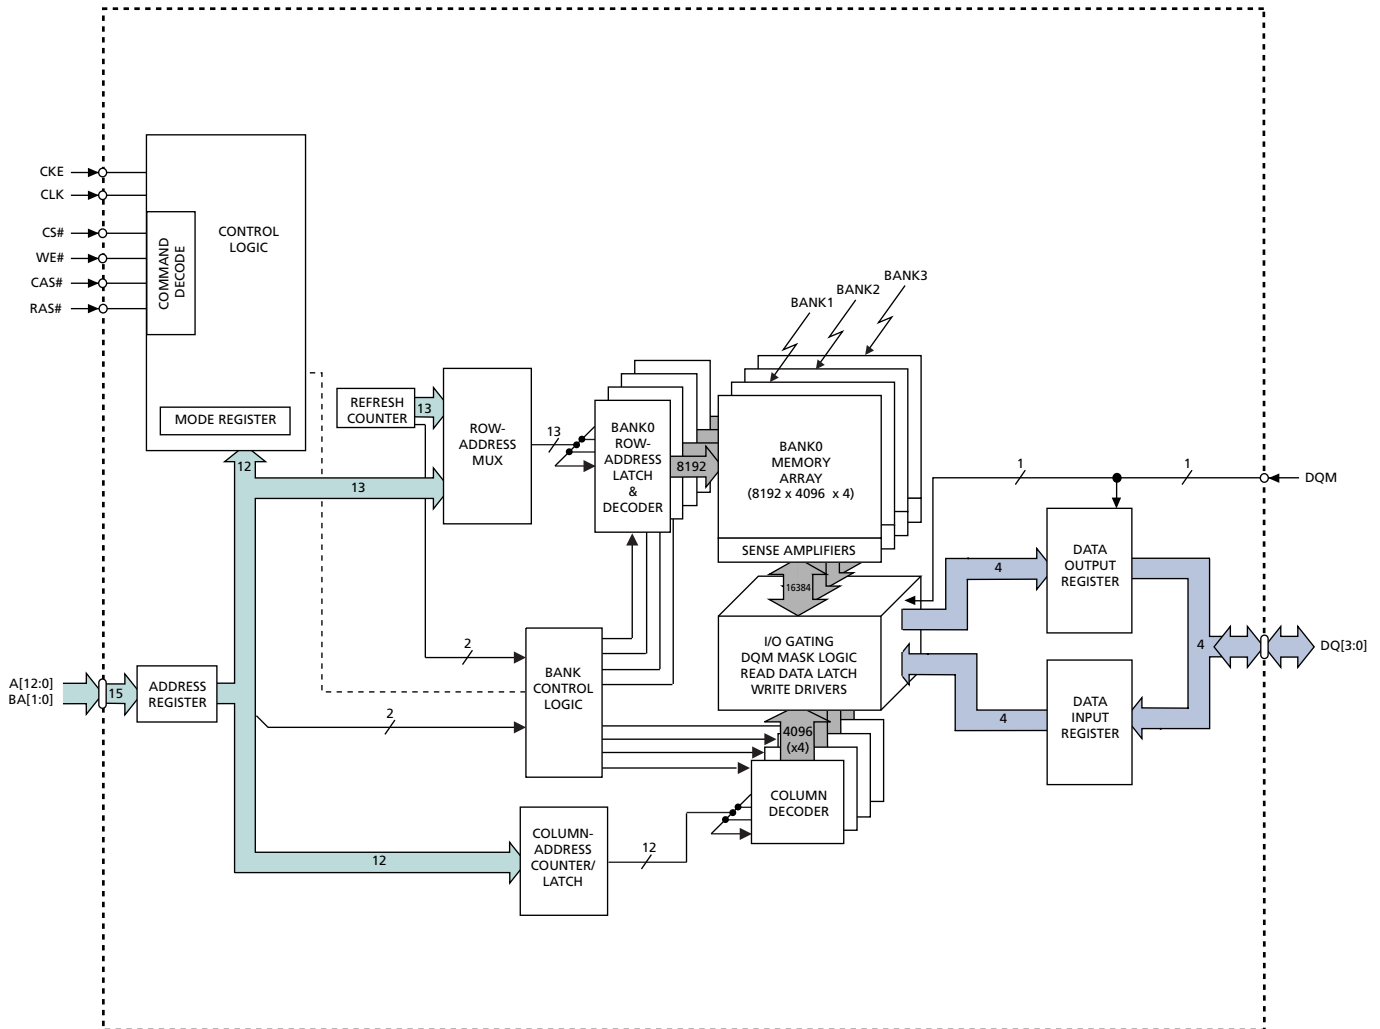 CKE
CLK
CS#
WE#
CAS#
RAS#
COMMAND
DECODE
CONTROL
LOGIC
MODE REGISTER
12
REFRESH
COUNTER
13
13
ROW-
ADDRESS
MUX
13
BANK0
ROW-
ADDRESS
LATCH
&
DECODER
8192
BANK1
BANK2
BANK3
BANK0
MEMORY
ARRAY
(8192 x 4096 x 4)
SENSE AMPLIFIERS
16384
I/O GATING
DQM MASK LOGIC
READ DATA LATCH
WRITE DRIVERS
4096
(x4)
COLUMN
DECODER
1
1
DQM
DATA
OUTPUT
REGISTER
4
4
DQ[3:0]
DATA
INPUT
REGISTER
4
A[12:0]
BA[1:0]
15
ADDRESS
REGISTER
2
2
BANK
CONTROL
LOGIC
12
COLUMN-
ADDRESS
COUNTER/
LATCH
12